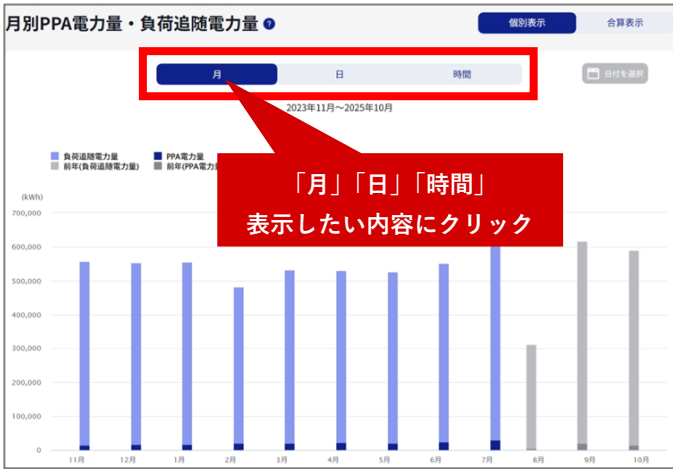 月別PPA電力量・負荷追随電力量 ?
個別表示 合算表示
月 日 時間
日付を選択
2023年11月～2025年10月
負荷追随電力量 PPA電力量
前年(負荷追随電力量) 前年(PPA電力量
「月」「日」「時間」
表示したい内容にクリック
(kWh)
700,000
600,000
500,000
400,000
300,000
200,000
100,000
0
11月 12月 1月 2月 3月 4月 5月 6月 7月 8月 9月 10月